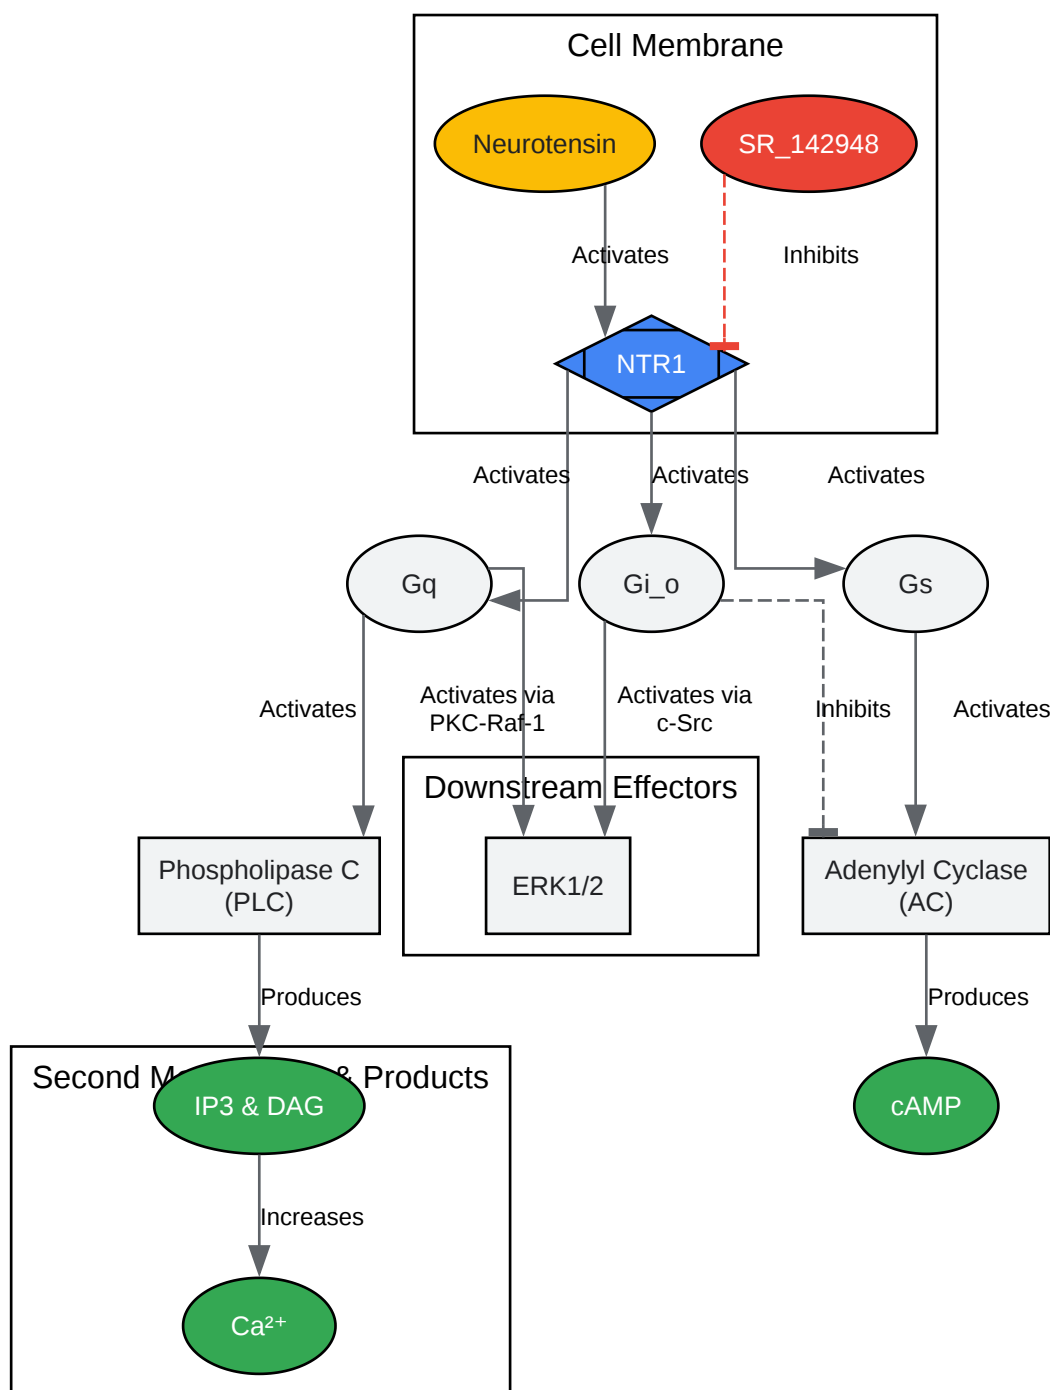 Cell Membrane
Neurotensin
SR_142948
Activates
Inhibits
NTR1
Activates
Activates
Activates
Gq
Gi_o
Gs
Activates
Activates via
PKC-Raf-1
Activates via
c-Src
Inhibits
Activates
Downstream Effectors
Phospholipase C
(PLC)
ERK1/2
Adenylyl Cyclase
(AC)
Produces
Produces
Second & Products
IP3 & DAG
cAMP
Increases
Ca²⁺